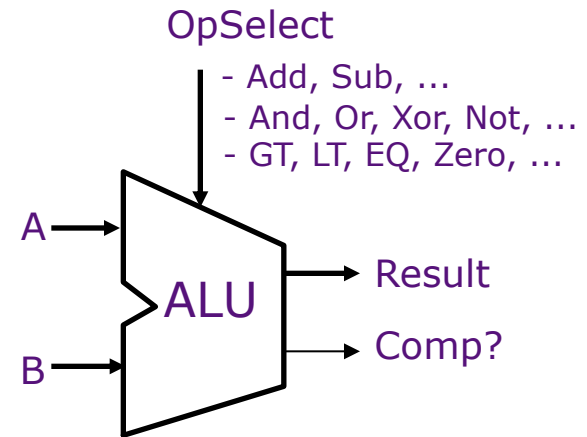 OpSelect
- Add, Sub, ...
- And, Or, Xor, Not, ...
- GT, LT, EQ, Zero, ...
A
ALU
Result
Comp?
B